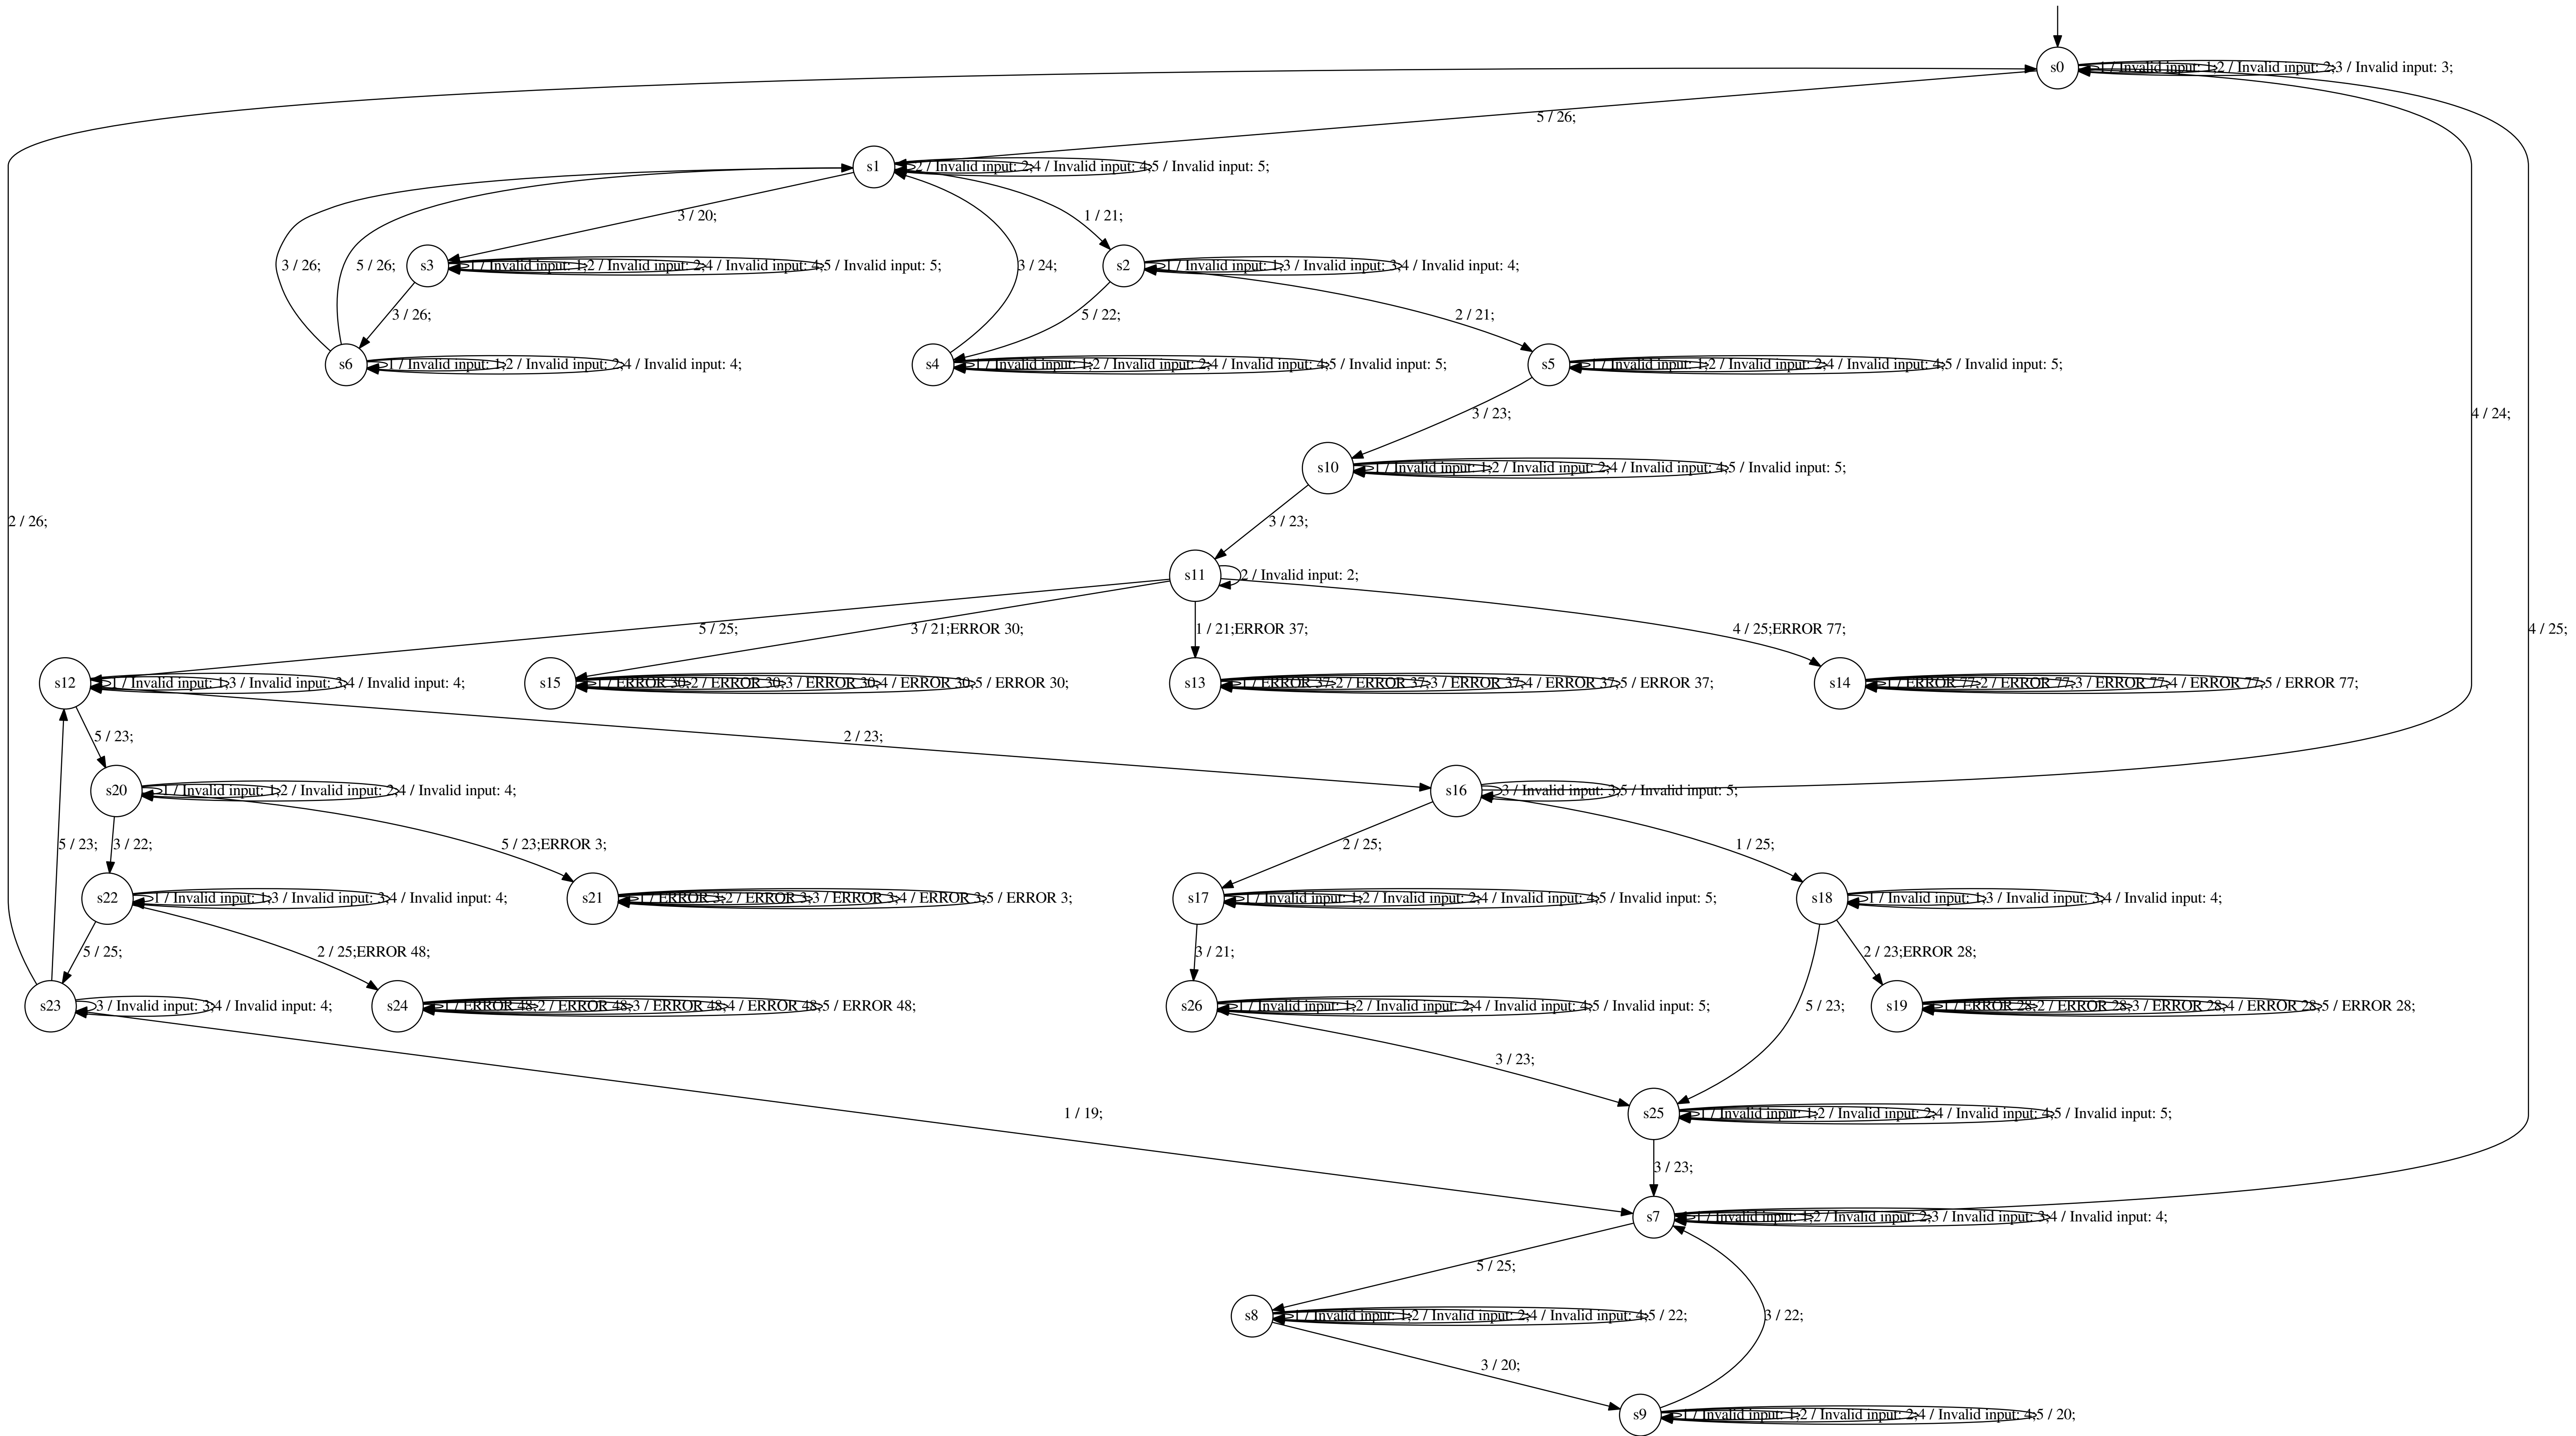 s0
1 / Invalid input: 1;
2 / Invalid input: 2;
3 / Invalid input: 3;
5 / 26;
s1
2 / Invalid input: 2;
4 / Invalid input: 4;
5 / Invalid input: 5;
3 / 20;
1 / 21;
3 / 26;
5 / 26;
s3
1 / Invalid input: 1;
2 / Invalid input: 2;
4 / Invalid input: 4;
5 / Invalid input: 5;
3 / 24;
s2
1 / Invalid input: 1;
3 / Invalid input: 3;
4 / Invalid input: 4;
3 / 26;
5 / 22;
2 / 21;
s6
1 / Invalid input: 1;
2 / Invalid input: 2;
4 / Invalid input: 4;
s4
1 / Invalid input: 1;
2 / Invalid input: 2;
4 / Invalid input: 4;
5 / Invalid input: 5;
s5
1 / Invalid input: 1;
2 / Invalid input: 2;
4 / Invalid input: 4;
5 / Invalid input: 5;
3 / 23;
4 / 24;
s10
1 / Invalid input: 1;
2 / Invalid input: 2;
4 / Invalid input: 4;
5 / Invalid input: 5;
2 / 26;
3 / 23;
s11
2 / Invalid input: 2;
5 / 25;
3 / 21;ERROR 30;
1 / 21;ERROR 37;
4 / 25;ERROR 77;
4 / 25;
s12
1 / Invalid input: 1;
3 / Invalid input: 3;
4 / Invalid input: 4;
s15
1 / ERROR 30;
2 / ERROR 30;
3 / ERROR 30;
4 / ERROR 30;
5 / ERROR 30;
s13
1 / ERROR 37;
2 / ERROR 37;
3 / ERROR 37;
4 / ERROR 37;
5 / ERROR 37;
s14
1 / ERROR 77;
2 / ERROR 77;
3 / ERROR 77;
4 / ERROR 77;
5 / ERROR 77;
5 / 23;
2 / 23;
s20
1 / Invalid input: 1;
2 / Invalid input: 2;
4 / Invalid input: 4;
s16
3 / Invalid input: 3;
5 / Invalid input: 5;
5 / 23;
3 / 22;
5 / 23;ERROR 3;
2 / 25;
1 / 25;
s22
1 / Invalid input: 1;
3 / Invalid input: 3;
4 / Invalid input: 4;
s21
1 / ERROR 3;
2 / ERROR 3;
3 / ERROR 3;
4 / ERROR 3;
5 / ERROR 3;
s17
1 / Invalid input: 1;
2 / Invalid input: 2;
4 / Invalid input: 4;
5 / Invalid input: 5;
s18
1 / Invalid input: 1;
3 / Invalid input: 3;
4 / Invalid input: 4;
5 / 25;
2 / 25;ERROR 48;
3 / 21;
2 / 23;ERROR 28;
s23
3 / Invalid input: 3;
4 / Invalid input: 4;
s24
1 / ERROR 48;
2 / ERROR 48;
3 / ERROR 48;
4 / ERROR 48;
5 / ERROR 48;
s26
1 / Invalid input: 1;
2 / Invalid input: 2;
4 / Invalid input: 4;
5 / Invalid input: 5;
5 / 23;
s19
1 / ERROR 28;
2 / ERROR 28;
3 / ERROR 28;
4 / ERROR 28;
5 / ERROR 28;
3 / 23;
1 / 19;
s25
1 / Invalid input: 1;
2 / Invalid input: 2;
4 / Invalid input: 4;
5 / Invalid input: 5;
3 / 23;
s7
1 / Invalid input: 1;
2 / Invalid input: 2;
3 / Invalid input: 3;
4 / Invalid input: 4;
5 / 25;
s8
1 / Invalid input: 1;
2 / Invalid input: 2;
4 / Invalid input: 4;
5 / 22;
3 / 22;
3 / 20;
s9
1 / Invalid input: 1;
2 / Invalid input: 2;
4 / Invalid input: 4;
5 / 20;